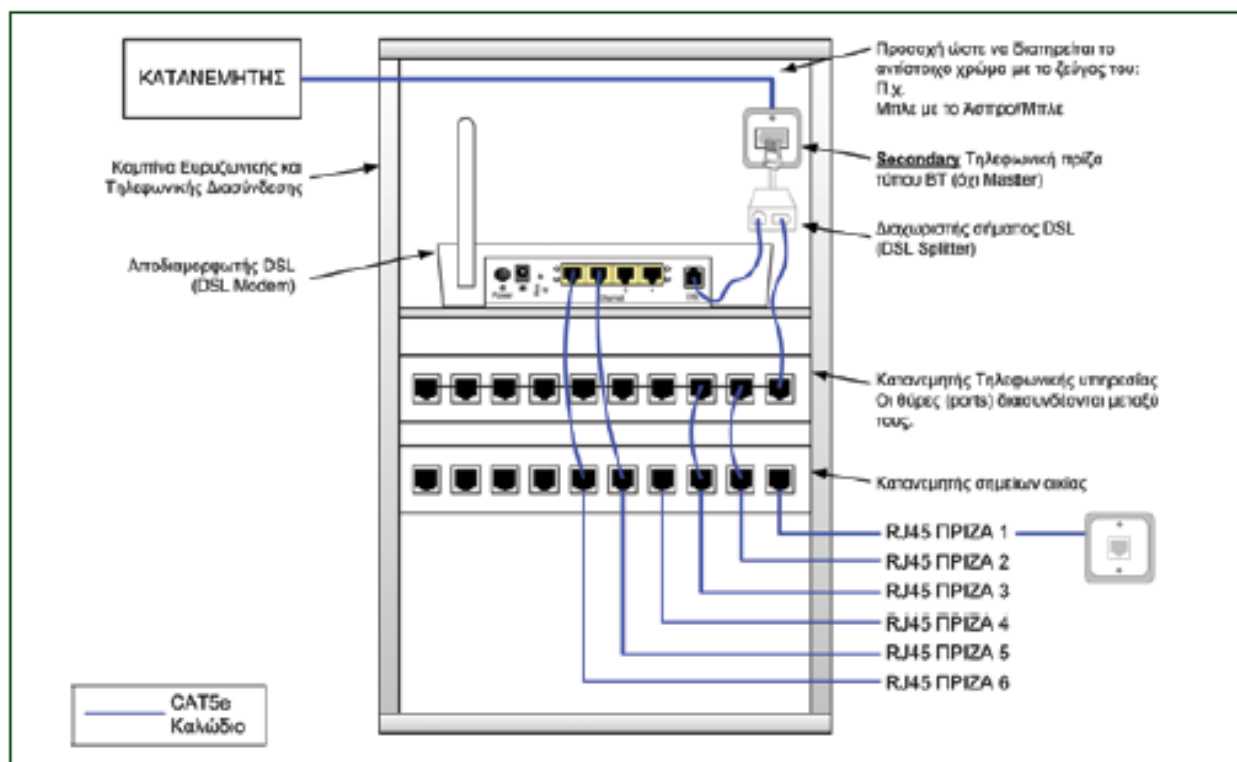 ΚΑΤΑΝΕΜΗΤΗΣ
Προσοχή ώστε να διατηρείται το
αντίστοιχο χρώμα με το ζεύγος του:
Π.χ.
Μπλε με το Άσπρο/Μπλε
Καμπίνα Ευρυζωνικής και
Τηλεφωνικής Διασύνδεσης
Secondary Τηλεφωνική πρίζα
τύπου BT (όχι Master)
Διαχωριστής σήματος DSL
(DSL Splitter)
Αποδιαμορφωτής DSL
(DSL Modem)
Power
Ethernet
DSL
Κατανεμητής Τηλεφωνικής υπηρεσίας
Οι θύρες (ports) διασυνδέονται μεταξύ
τους.
Κατανεμητής σημείων οικίας
RJ45 ΠΡΙΖΑ 1
RJ45 ΠΡΙΖΑ 2
RJ45 ΠΡΙΖΑ 3
RJ45 ΠΡΙΖΑ 4
RJ45 ΠΡΙΖΑ 5
RJ45 ΠΡΙΖΑ 6
CAT5e
Καλώδιο